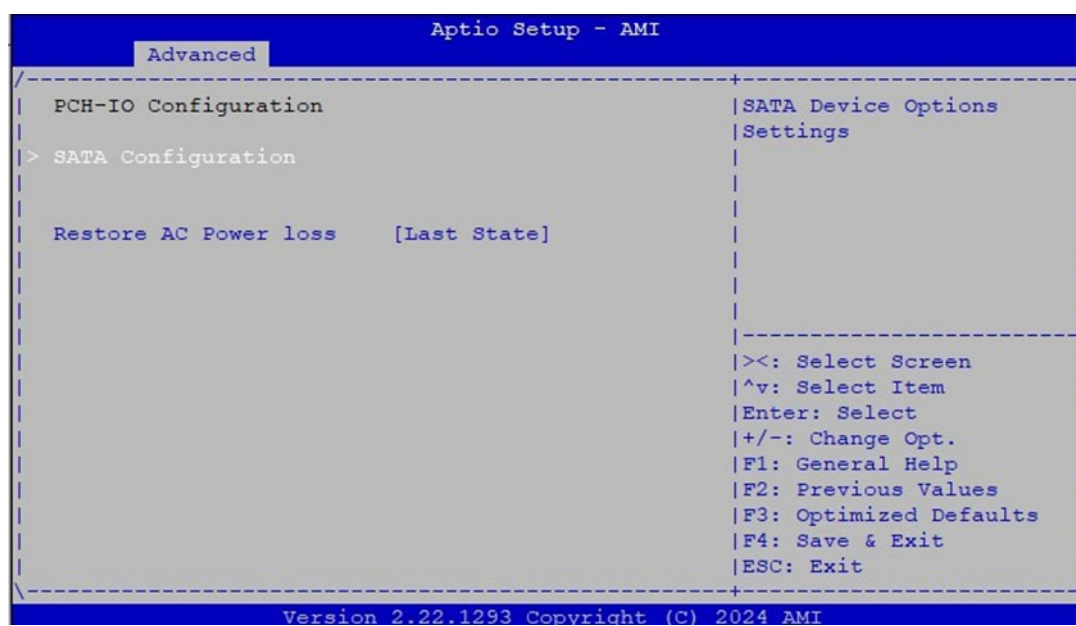 Aptio Setup - AMI
Advanced
PCH-IO Configuration
SATA Device Options
Settings
> SATA Configuration
Restore AC Power loss [Last State]
><: Select Screen
^v: Select Item
Enter: Select
+/-: Change Opt.
F1: General Help
F2: Previous Values
F3: Optimized Defaults
F4: Save & Exit
ESC: Exit
Version 2.22.1293 Copyright (C) 2024 AMI